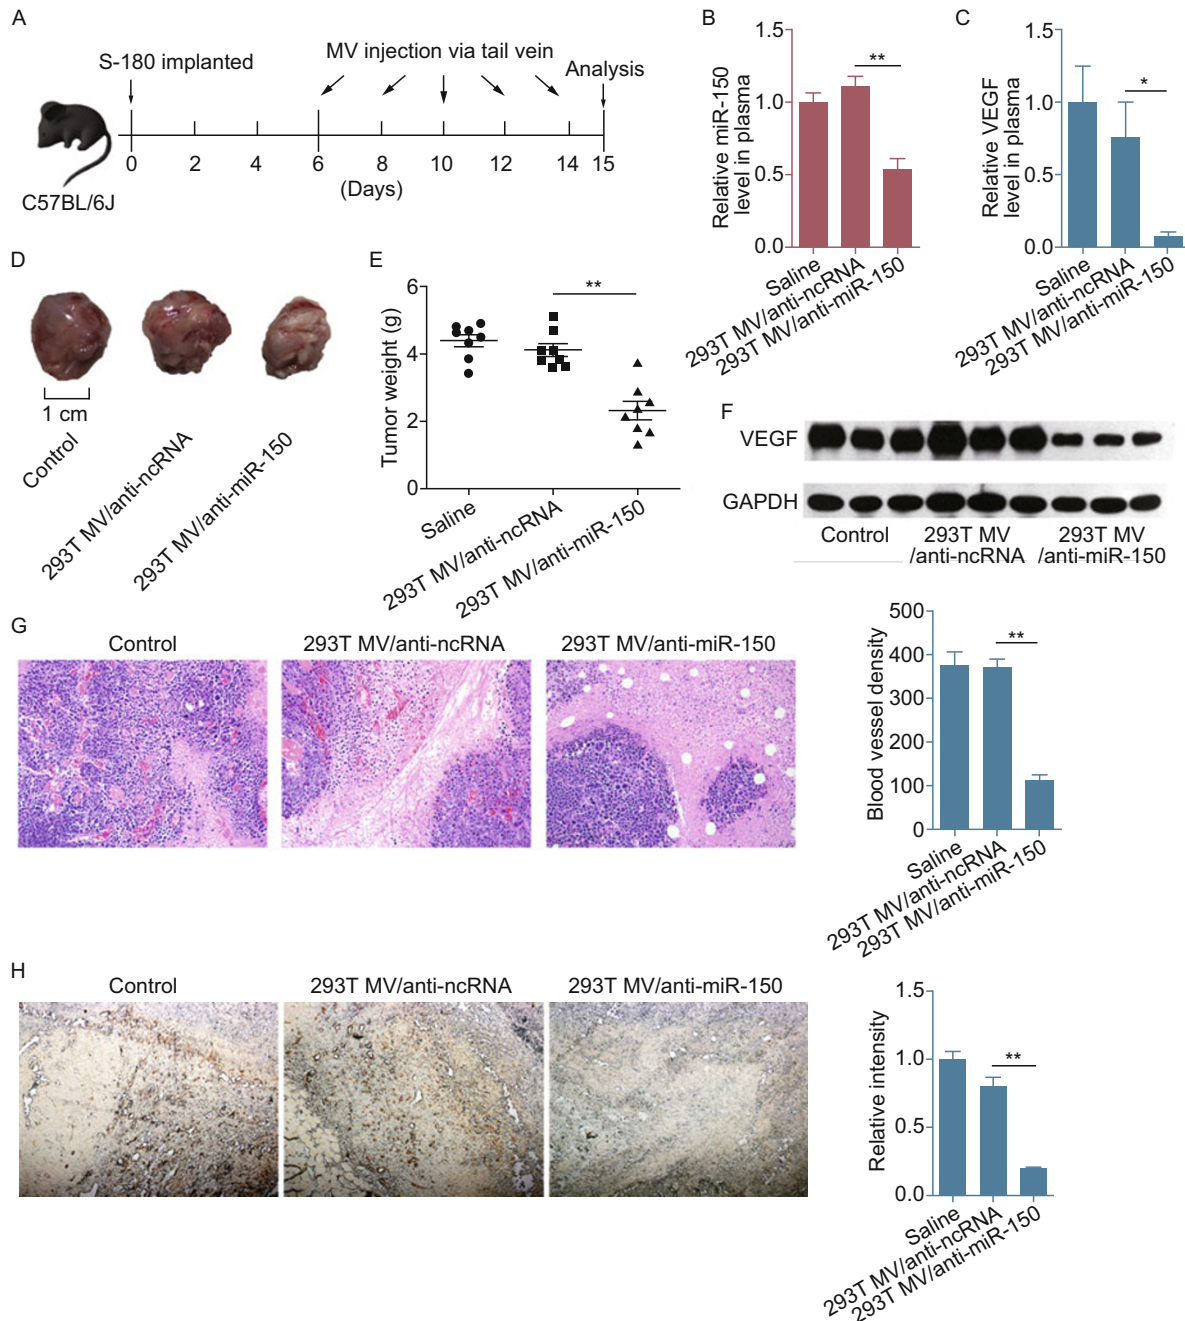 A
S-180 implanted
MV injection via tail vein
Analysis
0 2 4 6 8 10 12 14 15
(Days)
C57BL/6J
B
Relative miR-150
level in plasma
1.5
1.0
0.5
0.0
**
Saline
293T MV/anti-ncRNA
293T MV/anti-miR-150
C
Relative VEGF
level in plasma
1.5
1.0
0.5
0.0
*
Saline
293T MV/anti-ncRNA
293T MV/anti-miR-150
D
1 cm
Control
293T MV/anti-ncRNA
293T MV/anti-miR-150
E
Tumor weight (g)
6
4
2
0
**
Saline
293T MV/anti-ncRNA
293T MV/anti-miR-150
F
VEGF
GAPDH
Control
293T MV
/anti-ncRNA
293T MV
/anti-miR-150
G
Control
293T MV/anti-ncRNA
293T MV/anti-miR-150
Blood vessel density
500
400
300
200
100
0
**
Saline
293T MV/anti-ncRNA
293T MV/anti-miR-150
H
Control
293T MV/anti-ncRNA
293T MV/anti-miR-150
Relative intensity
1.5
1.0
0.5
0.0
**
Saline
293T MV/anti-ncRNA
293T MV/anti-miR-150